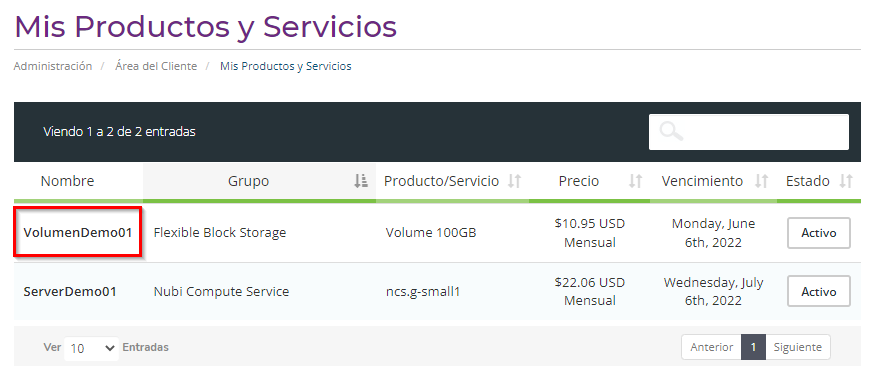 Mis Productos y Servicios
Administración / Área del Cliente / Mis Productos y Servicios
Viendo 1 a 2 de 2 entradas
Nombre Grupo Producto/Servicio Precio Vencimiento Estado
VolumenDemo01 Flexible Block Storage Volume 100GB $10.95 USD Mensual Monday, June 6th, 2022 Activo
ServerDemo01 Nubi Compute Service ncs.g-small1 $22.06 USD Mensual Wednesday, July 6th, 2022 Activo
Ver 10 Entradas Anterior 1 Siguiente